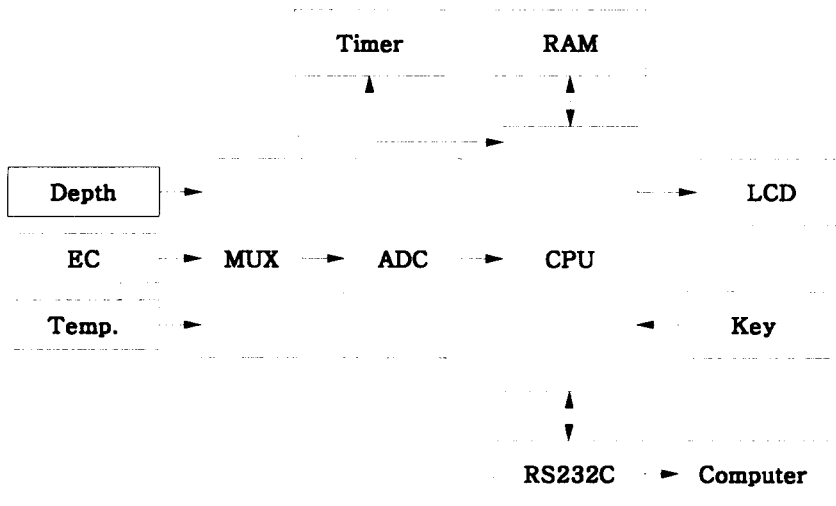 Timer RAM
Depth LCD
EC MUX ADC CPU
Temp. Key
RS232C Computer